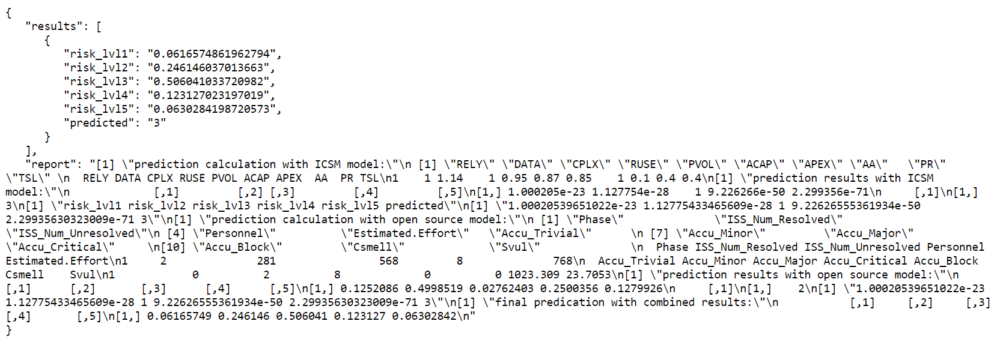 {
   "results": [
      {
         "risk_lvl1": "0.0616574861962794",
         "risk_lvl2": "0.246146037013663",
         "risk_lvl3": "0.506041033720982",
         "risk_lvl4": "0.123127023197019",
         "risk_lvl5": "0.0630284198720573",
         "predicted": "3"
      }
   ],
   "report": "[1] \"prediction calculation with ICSM model:\"\n [1] \"RELY\" \"DATA\" \"CPLX\" \"RUSE\" \"PVOL\" \"ACAP\" \"APEX\" \"AA\"   \"PR\"
\"TSL\" \n  RELY DATA CPLX RUSE PVOL ACAP APEX  AA  PR TSL\n1    1 1.14    1 0.95 0.87 0.85    1 0.1 0.4 0.4\n[1] \"prediction results with ICSM
model:\"\n             [,1]         [,2] [,3]         [,4]         [,5]\n[1,] 1.000205e-23 1.127754e-28    1 9.226266e-50 2.299356e-71\n     [,1]\n[1,]
3\n[1] \"risk_lvl1 risk_lvl2 risk_lvl3 risk_lvl4 risk_lvl5 predicted\"\n[1] \"1.00020539651022e-23 1.12775433465609e-28 1 9.22626555361934e-50
2.29935630323009e-71 3\"\n[1] \"prediction calculation with open source model:\"\n [1] \"Phase\"              \"ISS_Num_Resolved\"
\"ISS_Num_Unresolved\"\n [4] \"Personnel\"          \"Estimated.Effort\"   \"Accu_Trivial\"      \n [7] \"Accu_Minor\"         \"Accu_Major\"
\"Accu_Critical\"     \n[10] \"Accu_Block\"         \"Csmell\"             \"Svul\"              \n  Phase ISS_Num_Resolved ISS_Num_Unresolved Personnel
Estimated.Effort\n1     2              281                568         8              768\n  Accu_Trivial Accu_Minor Accu_Major Accu_Critical Accu_Block
Csmell    Svul\n1            0          2          8             0          0 1023.309 23.7053\n[1] \"prediction results with open source model:\"\n
[,1]      [,2]       [,3]      [,4]      [,5]\n[1,] 0.1252086 0.4998519 0.02762403 0.2500356 0.1279926\n     [,1]\n[1,]    2\n[1] \"1.00020539651022e-23
1.12775433465609e-28 1 9.22626555361934e-50 2.29935630323009e-71 3\"\n[1] \"final predication with combined results:\"\n           [,1]     [,2]     [,3]
[,4]       [,5]\n[1,] 0.06165749 0.246146 0.506041 0.123127 0.06302842\n"
}